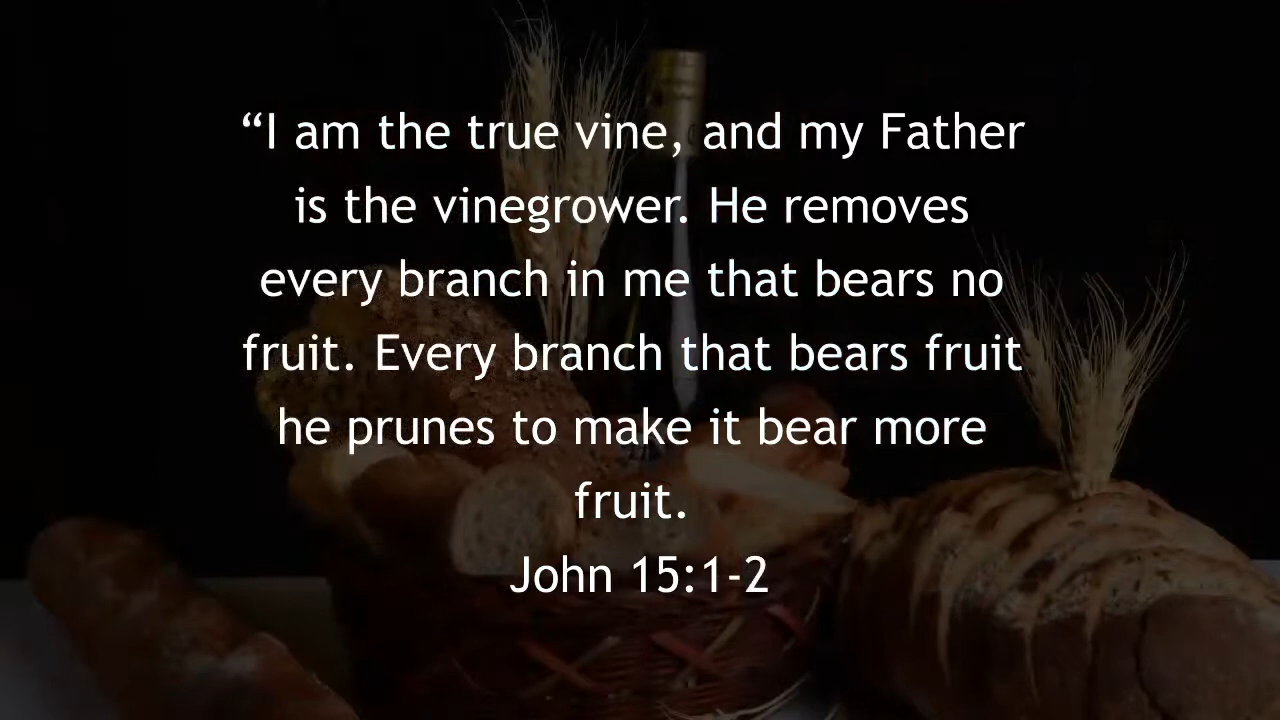 “I am the true vine, and my Father
is the vinegrower. He removes
every branch in me that bears no
fruit. Every branch that bears fruit
he prunes to make it bear more
fruit.
John 15:1-2